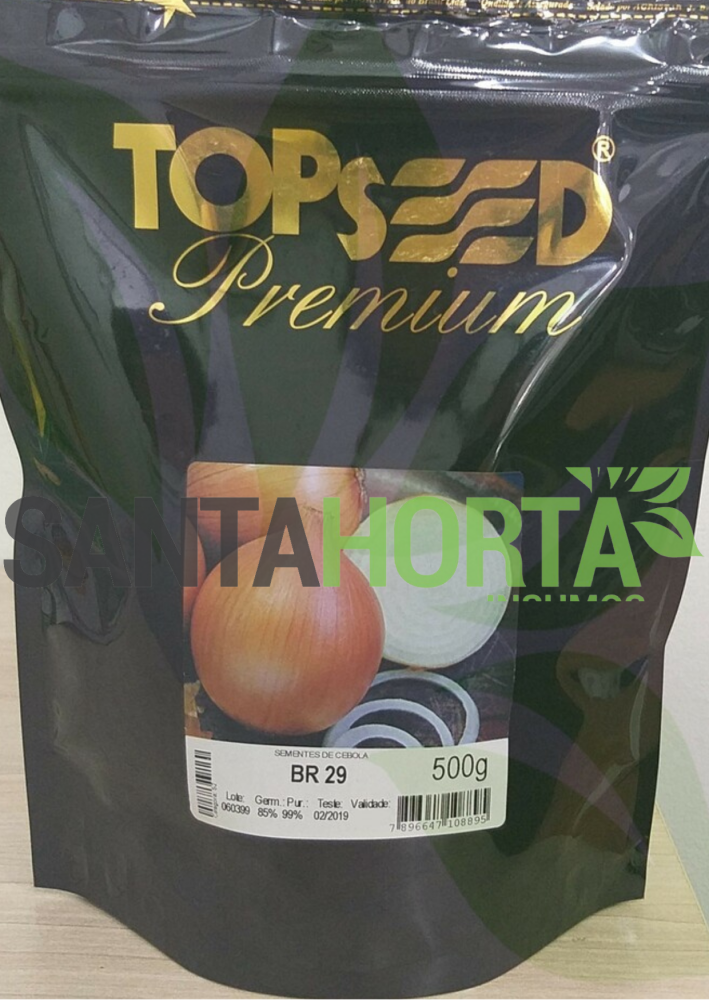 TOPSEED®
Premium
SANTAHORTA
INSUMOS
SEMENTES DE CEBOLA
BR 29
500g
Lote: Germ.: Pur.: Teste: Validade:
060399 85% 99% 02/2019
7 896647 108895